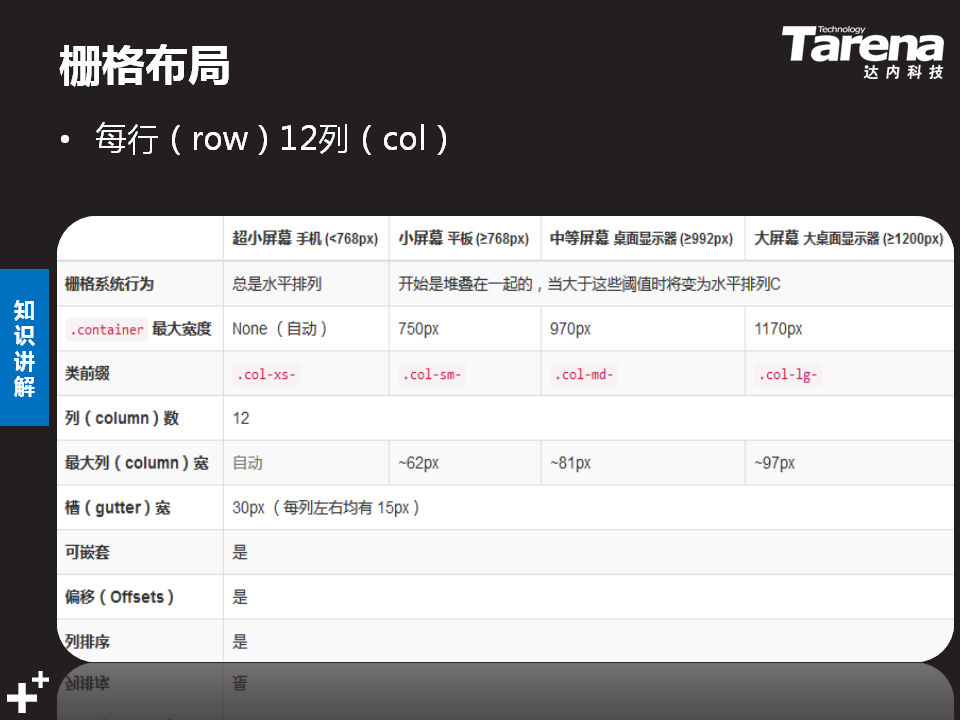 栅格布局
Technology
Tarena
达内科技
• 每行（row）12列（col）
知识讲解
超小屏幕 手机 (<768px) 小屏幕 平板 (≥768px) 中等屏幕 桌面显示器 (≥992px) 大屏幕 大桌面显示器 (≥1200px)
栅格系统行为 总是水平排列 开始是堆叠在一起的，当大于这些阈值时将变为水平排列C
.container 最大宽度 None （自动） 750px 970px 1170px
类前缀 .col-xs- .col-sm- .col-md- .col-lg-
列（column）数 12
最大列（column）宽 自动 ~62px ~81px ~97px
槽（gutter）宽 30px （每列左右均有 15px）
可嵌套 是
偏移（Offsets） 是
列排序 是